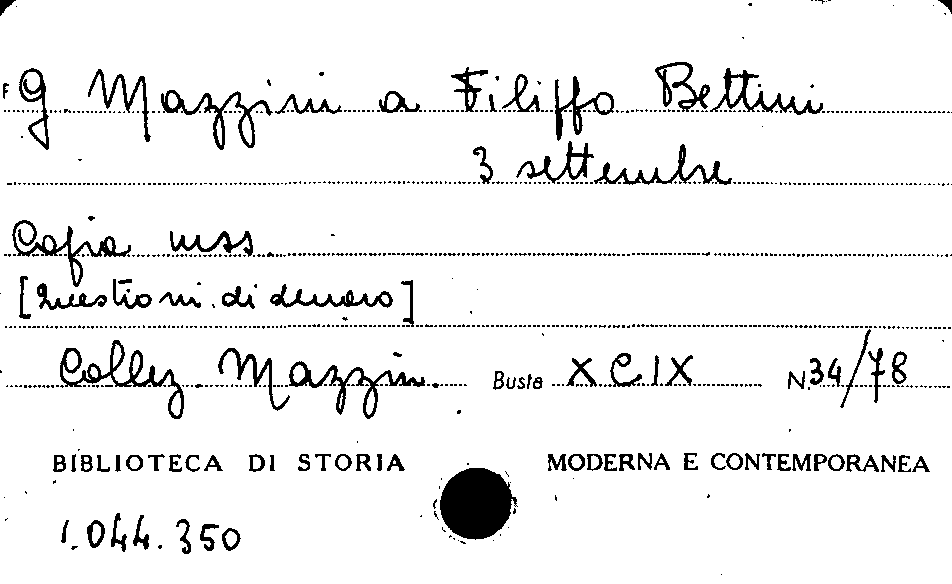 F G. Mazzini a Filippo Bettini
3 settembre
Copia mss.
[Questioni di denaro]
Collez. Mazzin. Busta XCIX N. 34/78
BIBLIOTECA DI STORIA MODERNA E CONTEMPORANEA
1.044.350